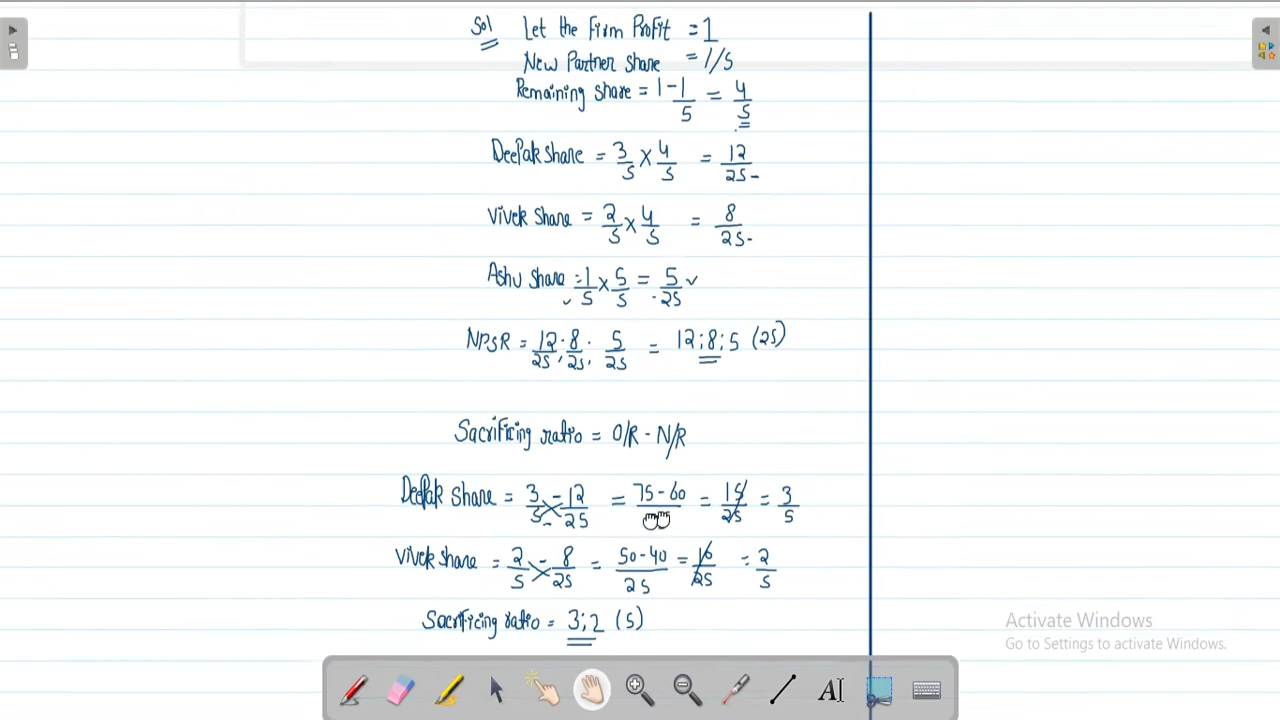 Sol Let the Firm Profit = 1
New Partner share = 1/5
Remaining share = 1 - 1/5 = 4/5
Deepak share = 3/5 × 4/5 = 12/25
Vivek share = 2/5 × 4/5 = 8/25
Ashu share = 1/5 × 5/5 = 5/25
NPSR = 12/25 : 8/25 : 5/25 = 12:8:5 (25)
Sacrificing ratio = O/R - N/R
Deepak share = 3/5 - 12/25 = 75-60 = 15/25 = 3/5
Vivek share = 2/5 - 8/25 = 50-40/25 = 10/25 = 2/5
Sacrificing ratio = 3:2 (5)
Activate Windows
Go to Settings to activate Windows.
AI